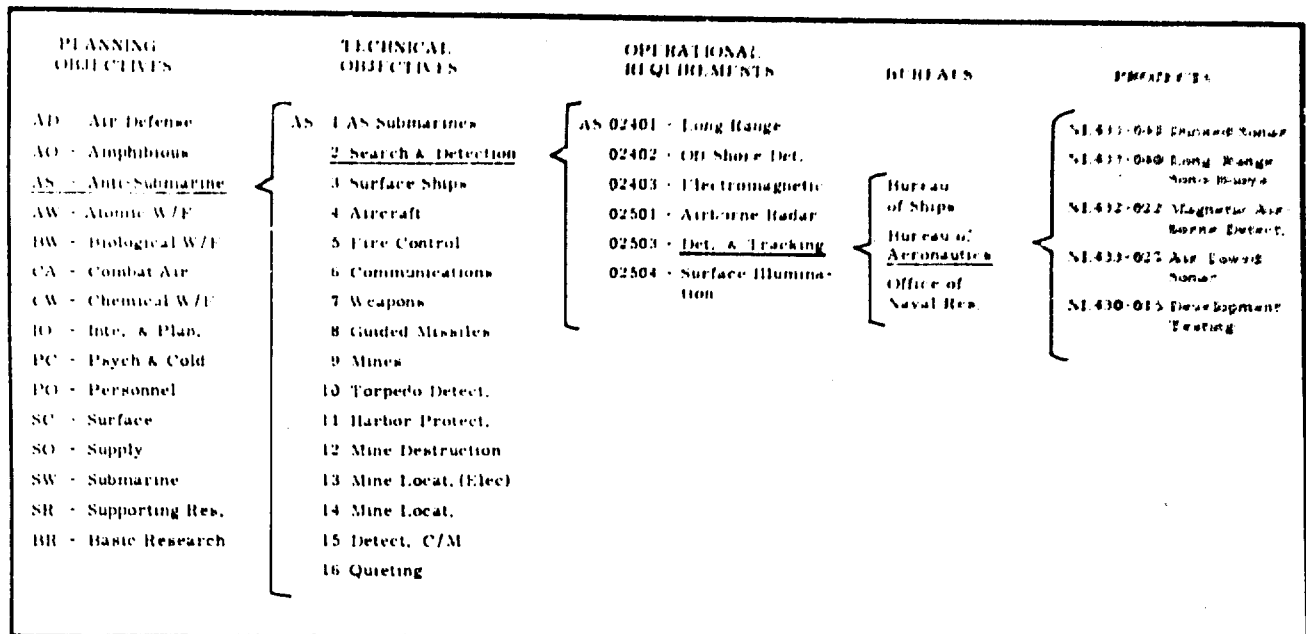 PLANNING OBJECTIVES
AD - Air Defense
AO - Amphibious
AS - Anti-Submarine
AW - Atomic W/F
BW - Biological W/F
CA - Combat Air
CW - Chemical W/F
IO - Inte. & Plan.
PC - Psych & Cold
PO - Personnel
SC - Surface
SO - Supply
SW - Submarine
SR - Supporting Res.
BR - Basic Research
TECHNICAL OBJECTIVES
AS 1 AS Submarines
2 Search & Detection
3 Surface Ships
4 Aircraft
5 Fire Control
6 Communications
7 Weapons
8 Guided Missiles
9 Mines
10 Torpedo Detect.
11 Harbor Protect.
12 Mine Destruction
13 Mine Locat. (Elec)
14 Mine Locat.
15 Detect. C/M
16 Quieting
OPERATIONAL REQUIREMENTS
AS 02401 - Long Range
02402 - Off Shore Det.
02403 - Electromagnetic
02501 - Airborne Radar
02503 - Det. & Tracking
02504 - Surface Illumina-
tion
BUREAUS
Bureau
of Ships
Bureau of
Aeronautics
Office of
Naval Res.
PROJECTS
Sonar
Long Range
Magnetic Air
Borne Detect.
Air Towed
Sonar
Development
Testing